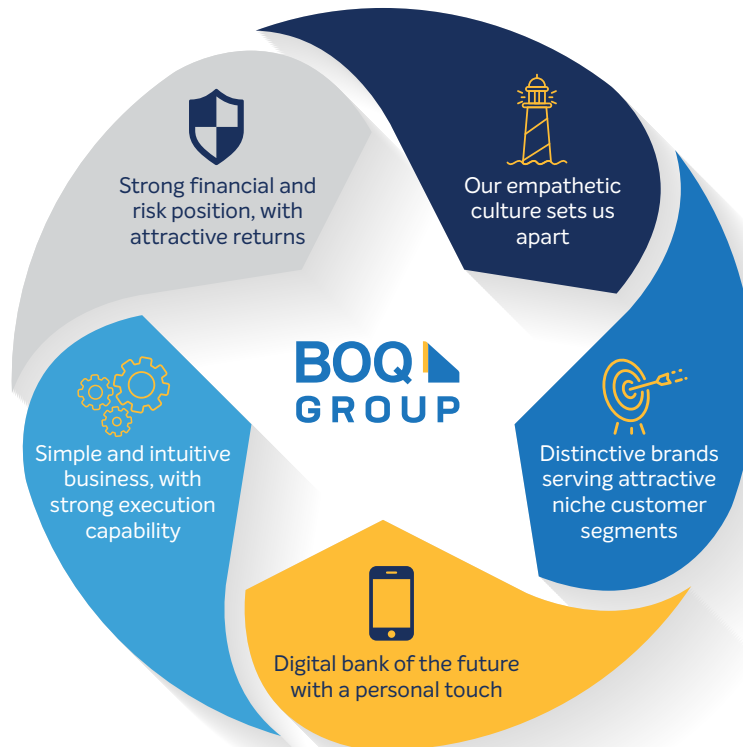 Strong financial and
risk position, with
attractive returns
Our empathetic
culture sets us
apart
BOQ
GROUP
Simple and intuitive
business, with
strong execution
capability
Distinctive brands
serving attractive
niche customer
segments
Digital bank of the future
with a personal touch